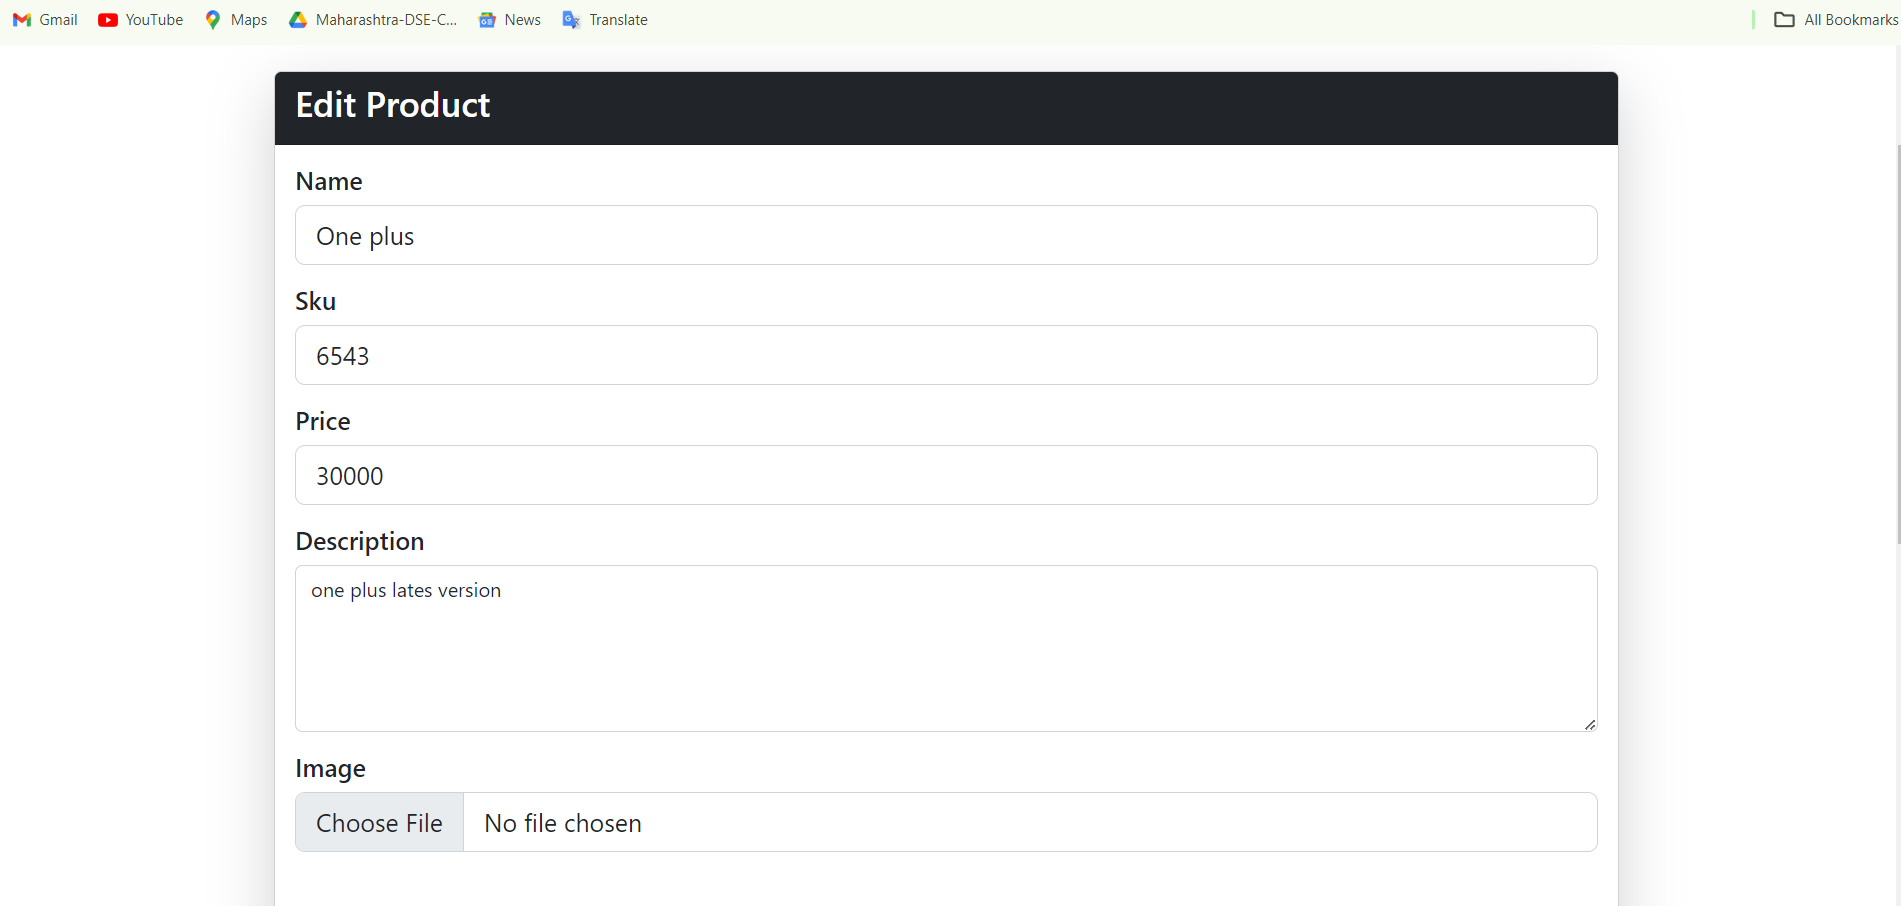 Gmail YouTube Maps Maharashtra-DSE-C... News Translate All Bookmarks
Edit Product
Name
One plus
Sku
6543
Price
30000
Description
one plus lates version
Image
Choose File No file chosen